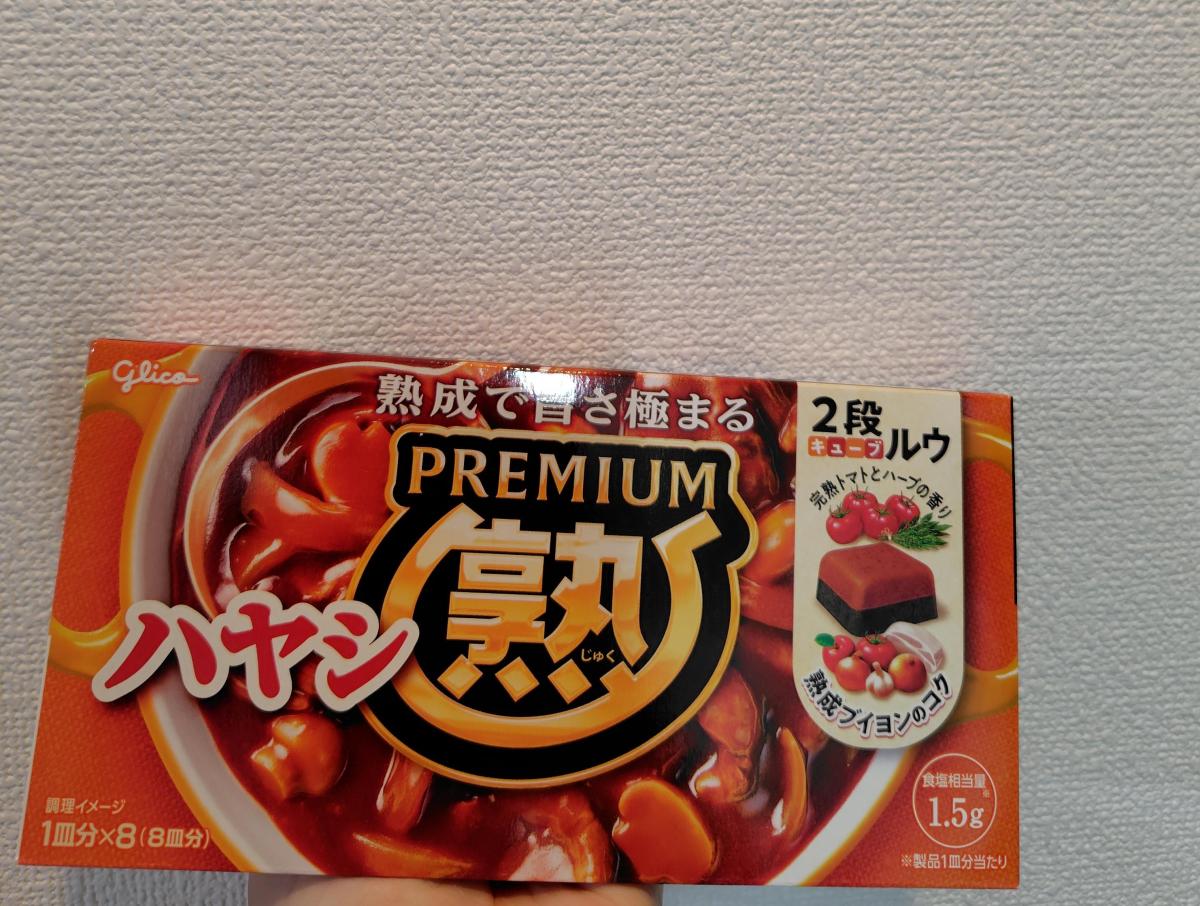 glico
熟成で旨さ極まる
PREMIUM
熟
じゅく
ハヤシ
2段
キューブ
ルウ
完熟トマトとハーブの香り
熟成ブイヨンのコク
食塩相当量
※
1.5g
※製品1皿分当たり
調理イメージ
1皿分×8(8皿分)